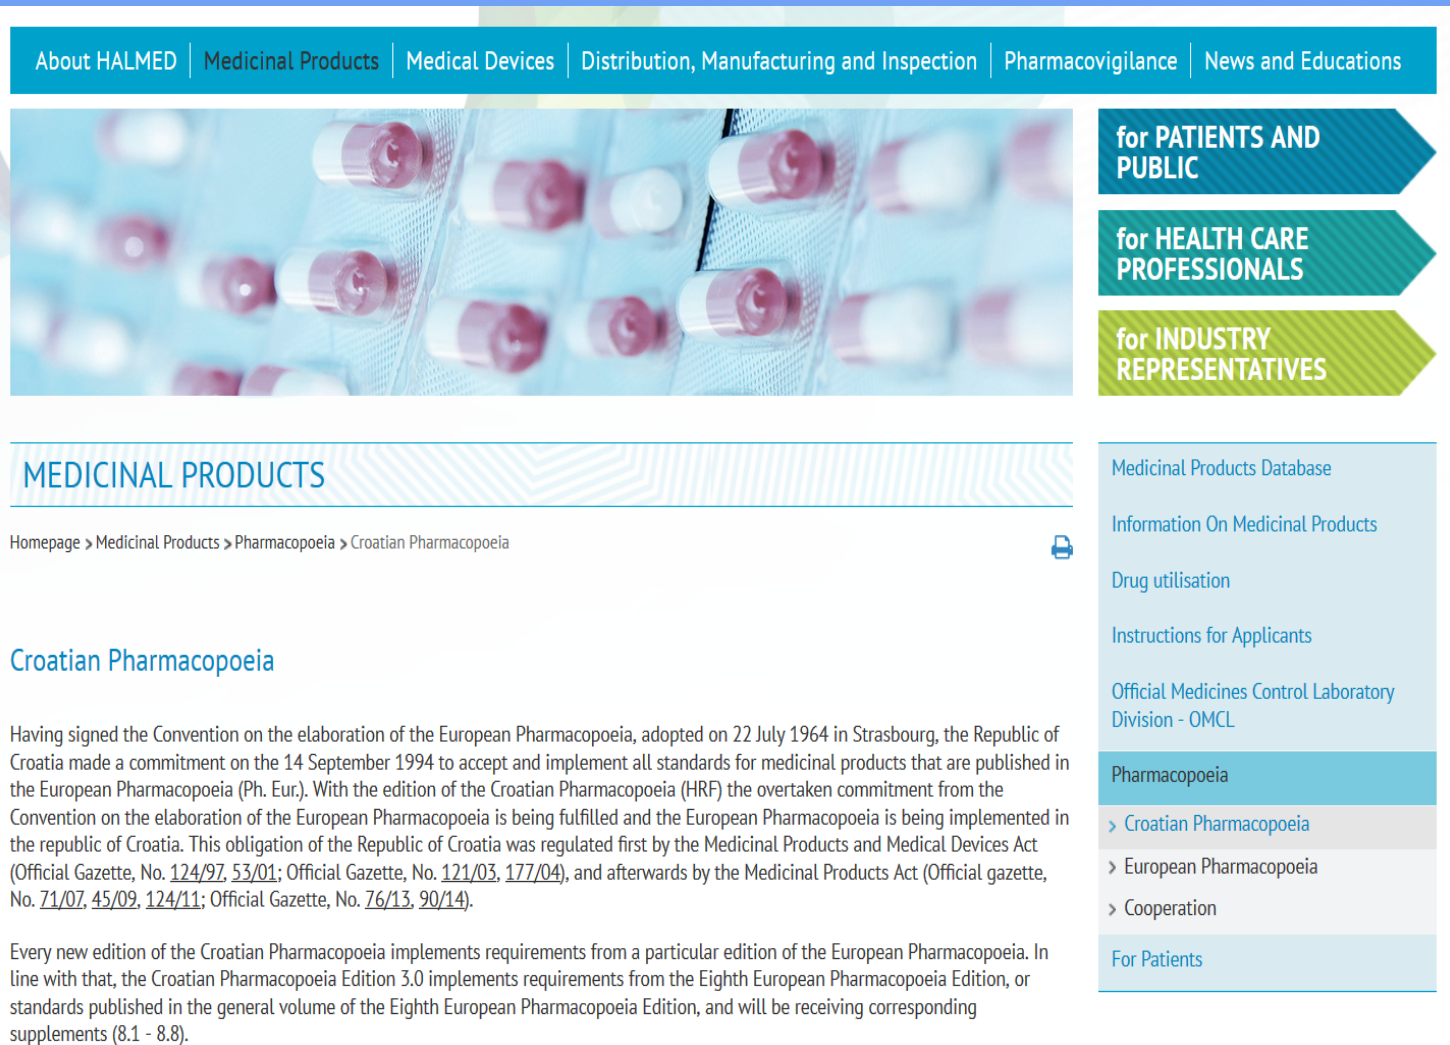 About HALMED
Medicinal Products
Medical Devices
Distribution, Manufacturing and Inspection
Pharmacovigilance
News and Educations
for PATIENTS AND
PUBLIC
for HEALTH CARE
PROFESSIONALS
for INDUSTRY
REPRESENTATIVES
MEDICINAL PRODUCTS
Homepage > Medicinal Products > Pharmacopoeia > Croatian Pharmacopoeia
Croatian Pharmacopoeia
Having signed the Convention on the elaboration of the European Pharmacopoeia, adopted on 22 July 1964 in Strasbourg, the Republic of
Croatia made a commitment on the 14 September 1994 to accept and implement all standards for medicinal products that are published in
the European Pharmacopoeia (Ph. Eur.). With the edition of the Croatian Pharmacopoeia (HRF) the overtaken commitment from the
Convention on the elaboration of the European Pharmacopoeia is being fulfilled and the European Pharmacopoeia is being implemented in
the republic of Croatia. This obligation of the Republic of Croatia was regulated first by the Medicinal Products and Medical Devices Act
(Official Gazette, No. 124/97, 53/01; Official Gazette, No. 121/03, 177/04), and afterwards by the Medicinal Products Act (Official gazette,
No. 71/07, 45/09, 124/11; Official Gazette, No. 76/13, 90/14).
Every new edition of the Croatian Pharmacopoeia implements requirements from a particular edition of the European Pharmacopoeia. In
line with that, the Croatian Pharmacopoeia Edition 3.0 implements requirements from the Eighth European Pharmacopoeia Edition, or
standards published in the general volume of the Eighth European Pharmacopoeia Edition, and will be receiving corresponding
supplements (8.1 - 8.8).
Medicinal Products Database
Information On Medicinal Products
Drug utilisation
Instructions for Applicants
Official Medicines Control Laboratory
Division - OMCL
Pharmacopoeia
> Croatian Pharmacopoeia
> European Pharmacopoeia
> Cooperation
For Patients